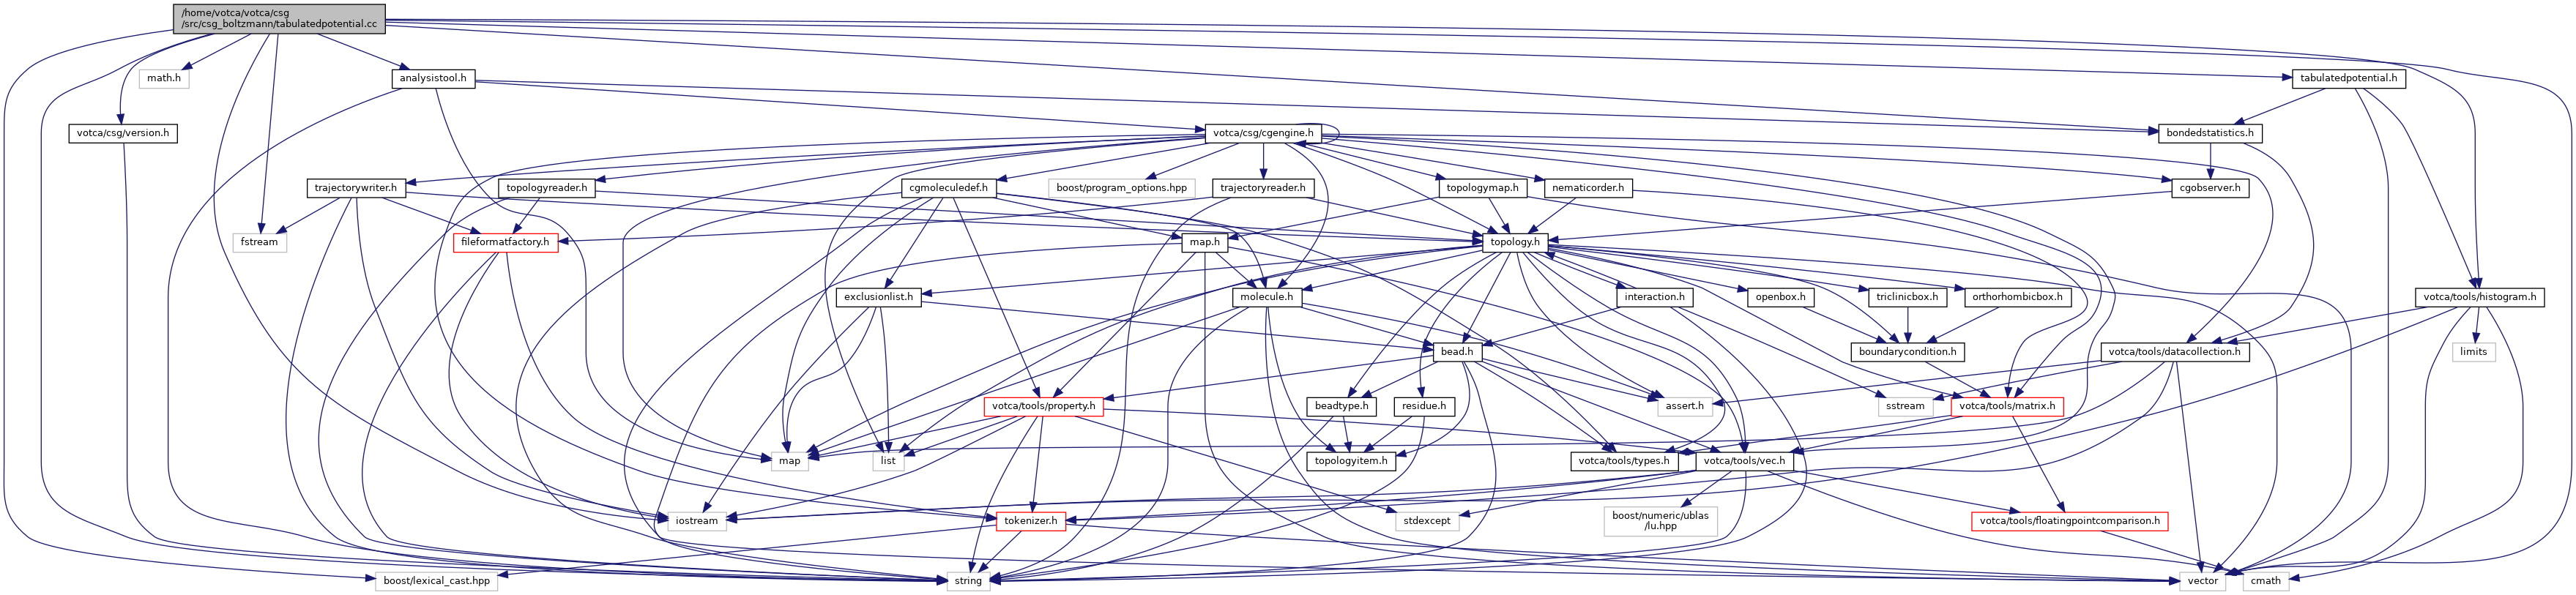 /home/votca/votca/csg
/src/csg_boltzmann/tabulatedpotential.cc
math.h
analysistool.h
tabulatedpotential.h
votca/csg/version.h
votca/csg/cgengine.h
bondedstatistics.h
trajectorywriter.h
topologyreader.h
cgmoleculedef.h
boost/program_options.hpp
trajectoryreader.h
topologymap.h
nematicorder.h
cgobserver.h
fstream
fileformatfactory.h
map.h
topology.h
exclusionlist.h
molecule.h
interaction.h
openbox.h
triclinicbox.h
orthorhombicbox.h
votca/tools/histogram.h
bead.h
boundarycondition.h
votca/tools/datacollection.h
limits
votca/tools/property.h
beadtype.h
residue.h
assert.h
sstream
votca/tools/matrix.h
map
list
topologyitem.h
votca/tools/types.h
votca/tools/vec.h
iostream
tokenizer.h
stdexcept
boost/numeric/ublas
/lu.hpp
votca/tools/floatingpointcomparison.h
boost/lexical_cast.hpp
string
vector
cmath